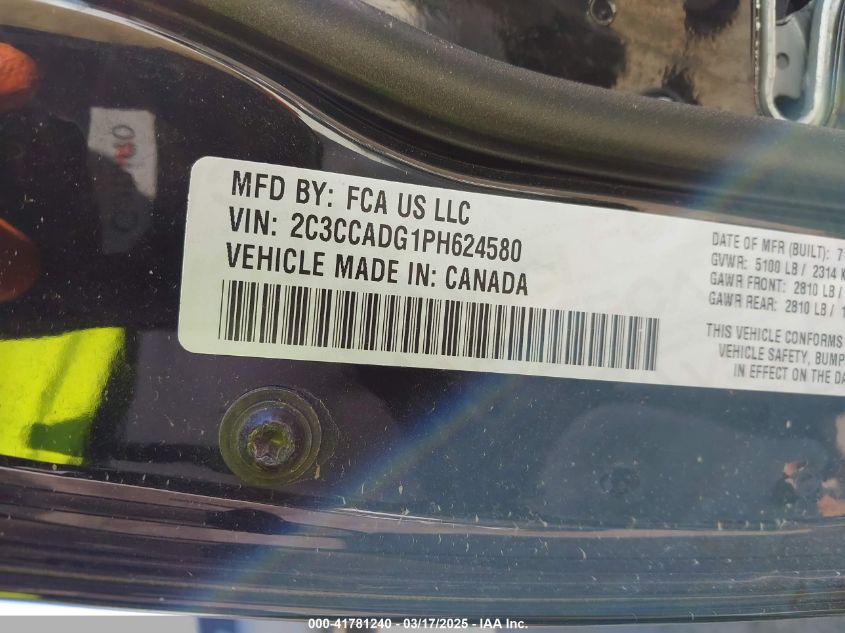 MFD BY: FCA US LLC
VIN: 2C3CCADG1PH624580
VEHICLE MADE IN: CANADA
DATE OF MFR (BUILT): 7-
GVWR: 5100 LB / 2314 K
GAWR FRONT: 2810 LB /
GAWR REAR: 2810 LB / 1
THIS VEHICLE CONFORMS
VEHICLE SAFETY, BUMP
IN EFFECT ON THE DA
000-41781240 - 03/17/2025 - IAA Inc.